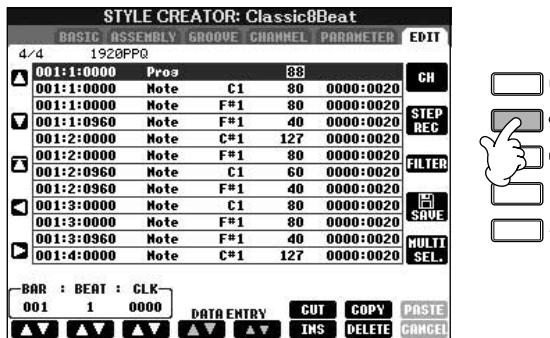 STYLE CREATOR: Classic8Beat
BASIC ASSEMBLY GROOVE CHANNEL PARAMETER EDIT
4/4 1920PPQ
001:1:0000 Prog 88
001:1:0000 Note C1 80 0000:0020
001:1:0000 Note F#1 80 0000:0020
001:1:0960 Note F#1 40 0000:0020
001:2:0000 Note C#1 127 0000:0020
001:2:0000 Note F#1 80 0000:0020
001:2:0960 Note C1 60 0000:0020
001:2:0960 Note F#1 40 0000:0020
001:3:0000 Note C1 80 0000:0020
001:3:0000 Note F#1 80 0000:0020
001:3:0960 Note F#1 40 0000:0020
001:4:0000 Note C#1 127 0000:0020
CH
STEP
REC
FILTER
SAVE
MULTI
SEL.
BAR : BEAT : CLK
001 1 0000
DATA ENTRY
CUT COPY PASTE
INS DELETE CANCEL